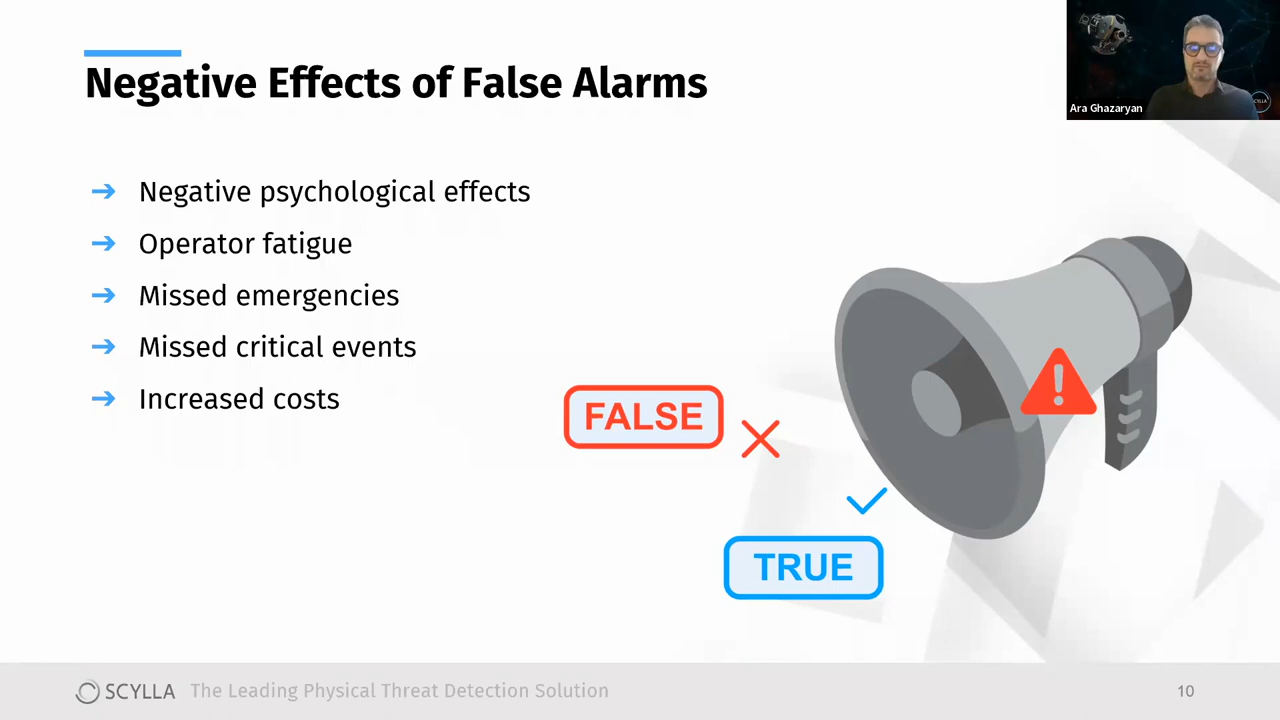 Negative Effects of False Alarms
Ara Ghazaryan
→ Negative psychological effects
→ Operator fatigue
→ Missed emergencies
→ Missed critical events
→ Increased costs
FALSE
TRUE
SCYLLA The Leading Physical Threat Detection Solution
10